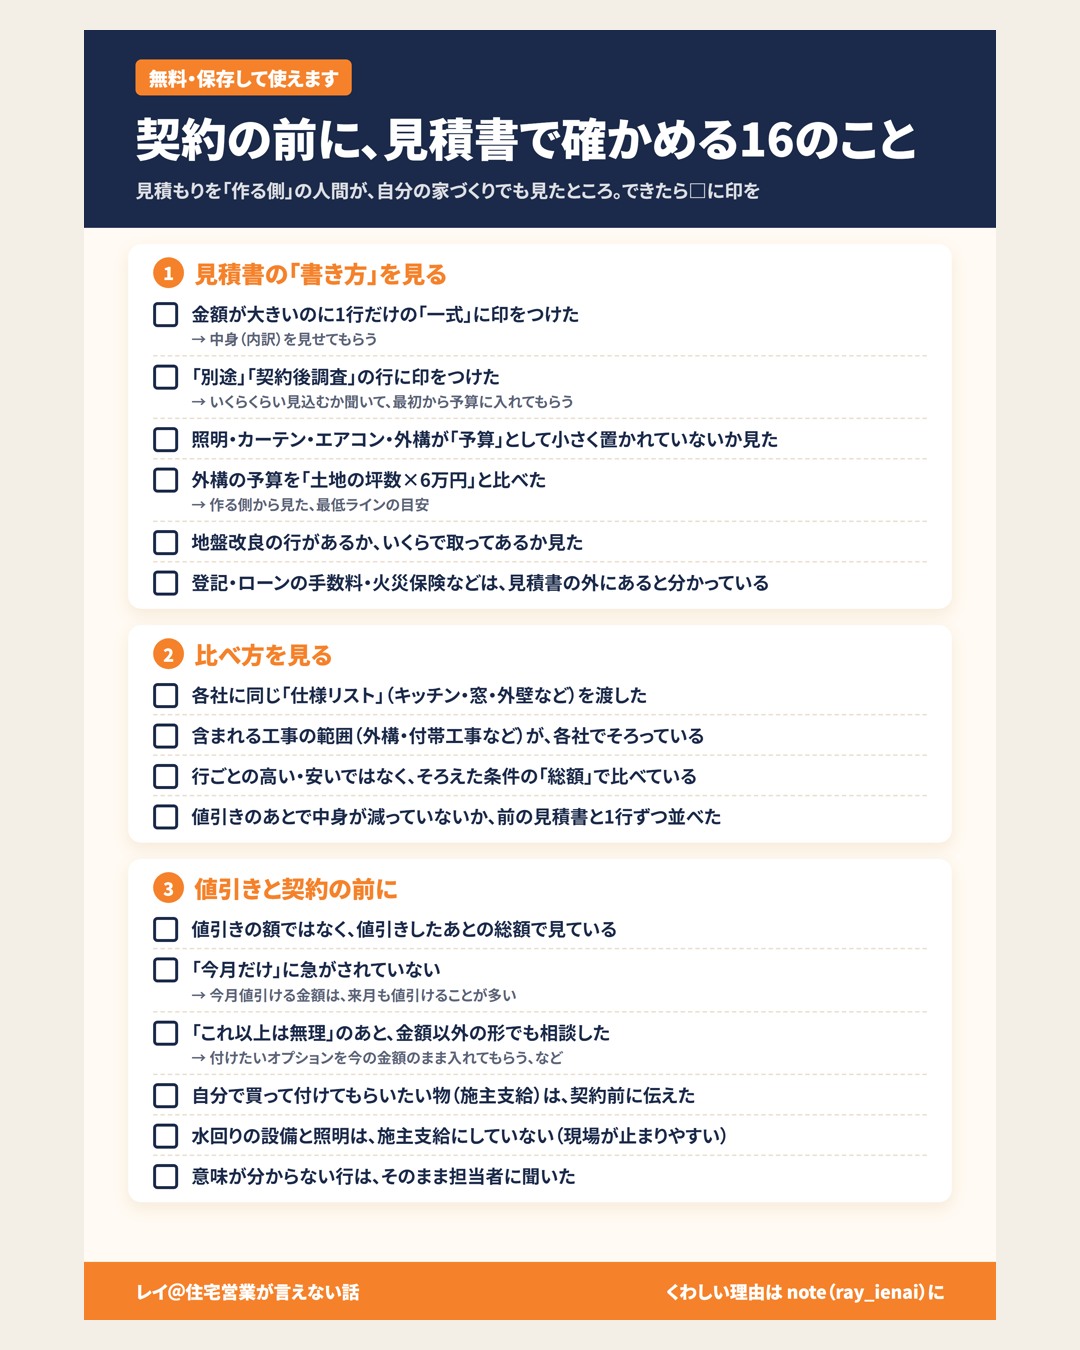 無料・保存して使えます
契約の前に、見積書で確かめる16のこと
見積もりを「作る側」の人間が、自分の家づくりでも見たところ。できたら□に印を
1 見積書の「書き方」を見る
金額が大きいのに1行だけの「一式」に印をつけた
→ 中身（内訳）を見せてもらう
「別途」「契約後調査」の行に印をつけた
→ いくらくらい見込むか聞いて、最初から予算に入れてもらう
照明・カーテン・エアコン・外構が「予算」として小さく置かれていないか見た
外構の予算を「土地の坪数×6万円」と比べた
→ 作る側から見た、最低ラインの目安
地盤改良の行があるか、いくらで取ってあるか見た
登記・ローンの手数料・火災保険などは、見積書の外にあると分かっている
2 比べ方を見る
各社に同じ「仕様リスト」（キッチン・窓・外壁など）を渡した
含まれる工事の範囲（外構・付帯工事など）が、各社でそろっている
行ごとの高い・安いではなく、そろえた条件の「総額」で比べている
値引きのあとで中身が減っていないか、前の見積書と1行ずつ並べた
3 値引きと契約の前に
値引きの額ではなく、値引きしたあとの総額で見ている
「今月だけ」に急がされていない
→ 今月値引ける金額は、来月も値引けることが多い
「これ以上は無理」のあと、金額以外の形でも相談した
→ 付けたいオプションを今の金額のまま入れてもらう、など
自分で買って付けてもらいたい物（施主支給）は、契約前に伝えた
水回りの設備と照明は、施主支給にしていない（現場が止まりやすい）
意味が分からない行は、そのまま担当者に聞いた
レイ＠住宅営業が言えない話
くわしい理由は note（ray_ienai）に